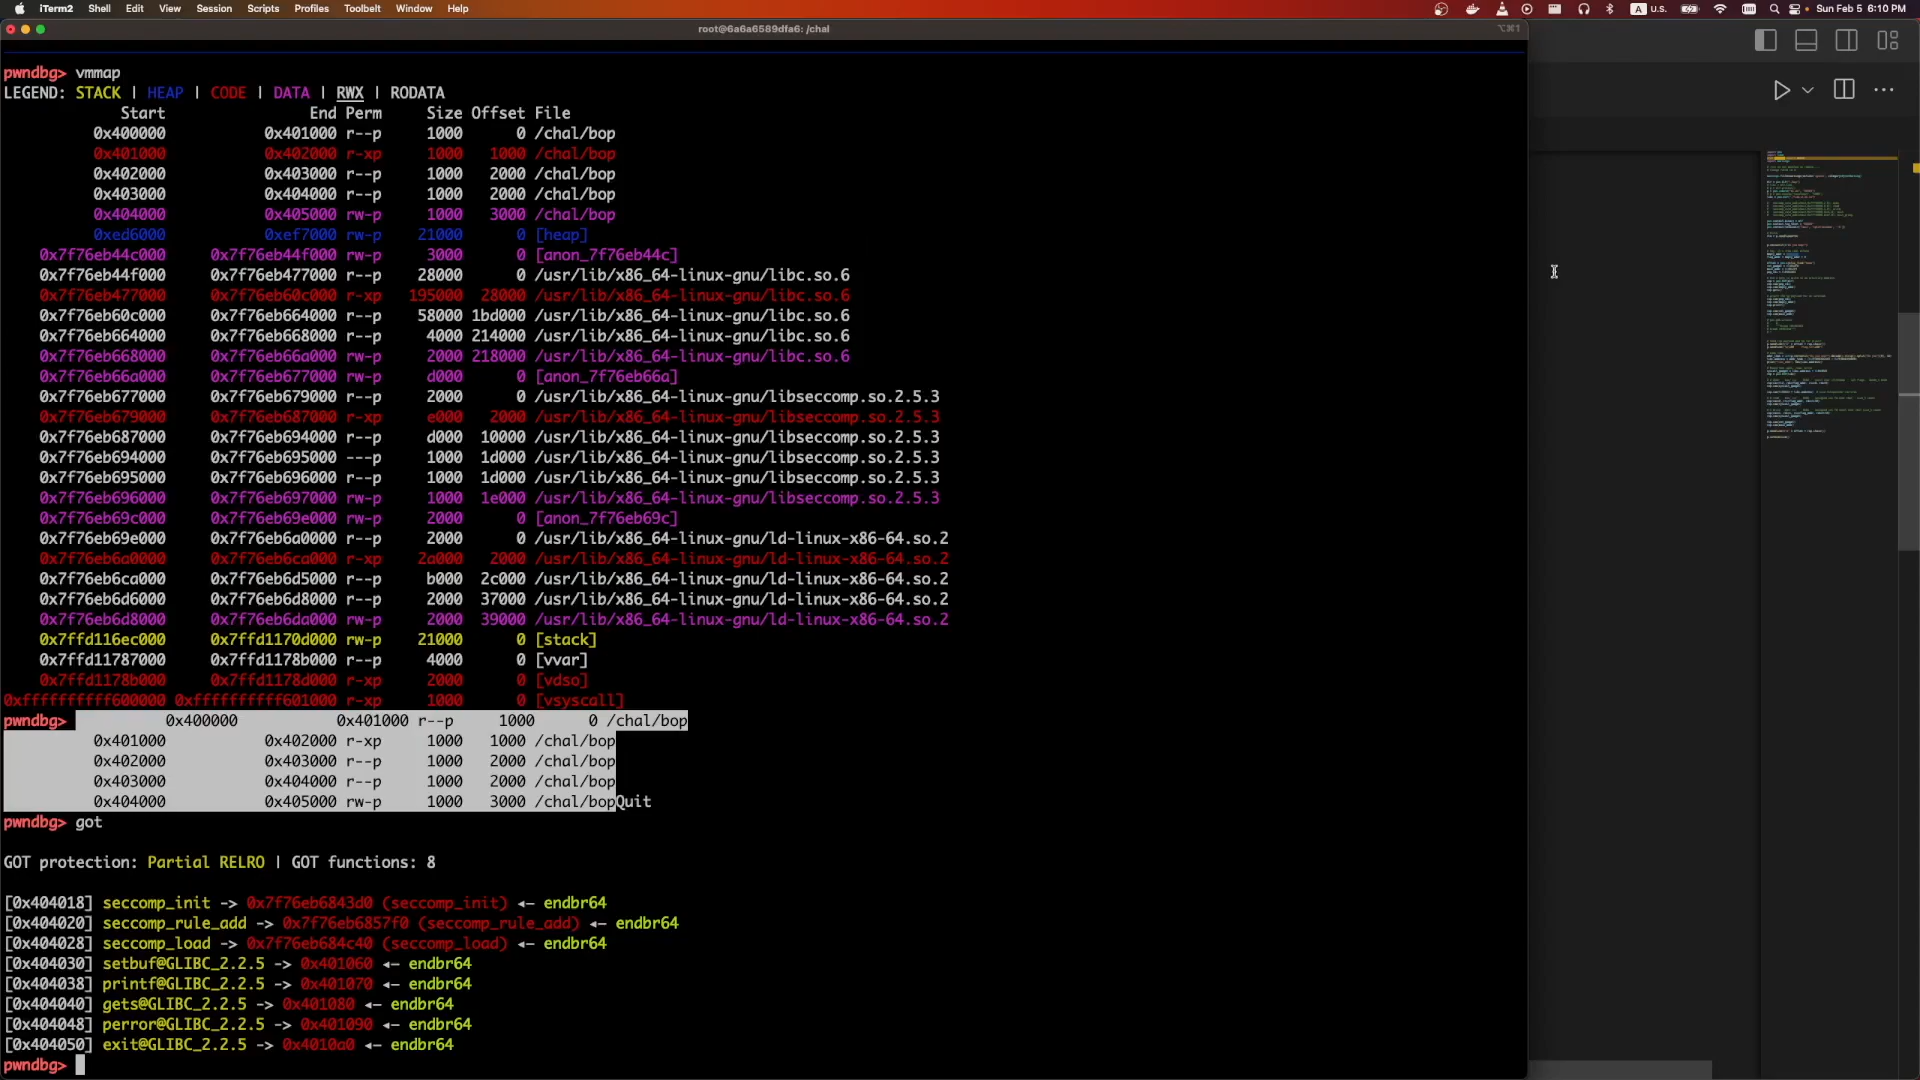 iTerm2 Shell Edit View Session Scripts Profiles Toolbelt Window Help A U.S. Sun Feb 5 6:10 PM
root@6a6a6589dfa6: /chal ⌥⌘1
pwndbg> vmmap
LEGEND: STACK | HEAP | CODE | DATA | RWX | RODATA
Start End Perm Size Offset File
0x400000 0x401000 r--p 1000 0 /chal/bop
0x401000 0x402000 r-xp 1000 1000 /chal/bop
0x402000 0x403000 r--p 1000 2000 /chal/bop
0x403000 0x404000 r--p 1000 2000 /chal/bop
0x404000 0x405000 rw-p 1000 3000 /chal/bop
0xed6000 0xef7000 rw-p 21000 0 [heap]
0x7f76eb44c000 0x7f76eb44f000 rw-p 3000 0 [anon_7f76eb44c]
0x7f76eb44f000 0x7f76eb477000 r--p 28000 0 /usr/lib/x86_64-linux-gnu/libc.so.6
0x7f76eb477000 0x7f76eb60c000 r-xp 195000 28000 /usr/lib/x86_64-linux-gnu/libc.so.6
0x7f76eb60c000 0x7f76eb664000 r--p 58000 1bd000 /usr/lib/x86_64-linux-gnu/libc.so.6
0x7f76eb664000 0x7f76eb668000 r--p 4000 214000 /usr/lib/x86_64-linux-gnu/libc.so.6
0x7f76eb668000 0x7f76eb66a000 rw-p 2000 218000 /usr/lib/x86_64-linux-gnu/libc.so.6
0x7f76eb66a000 0x7f76eb677000 rw-p d000 0 [anon_7f76eb66a]
0x7f76eb677000 0x7f76eb679000 r--p 2000 0 /usr/lib/x86_64-linux-gnu/libseccomp.so.2.5.3
0x7f76eb679000 0x7f76eb687000 r-xp e000 2000 /usr/lib/x86_64-linux-gnu/libseccomp.so.2.5.3
0x7f76eb687000 0x7f76eb694000 r--p d000 10000 /usr/lib/x86_64-linux-gnu/libseccomp.so.2.5.3
0x7f76eb694000 0x7f76eb695000 ---p 1000 1d000 /usr/lib/x86_64-linux-gnu/libseccomp.so.2.5.3
0x7f76eb695000 0x7f76eb696000 r--p 1000 1d000 /usr/lib/x86_64-linux-gnu/libseccomp.so.2.5.3
0x7f76eb696000 0x7f76eb697000 rw-p 1000 1e000 /usr/lib/x86_64-linux-gnu/libseccomp.so.2.5.3
0x7f76eb69c000 0x7f76eb69e000 rw-p 2000 0 [anon_7f76eb69c]
0x7f76eb69e000 0x7f76eb6a0000 r--p 2000 0 /usr/lib/x86_64-linux-gnu/ld-linux-x86-64.so.2
0x7f76eb6a0000 0x7f76eb6ca000 r-xp 2a000 2000 /usr/lib/x86_64-linux-gnu/ld-linux-x86-64.so.2
0x7f76eb6ca000 0x7f76eb6d5000 r--p b000 2c000 /usr/lib/x86_64-linux-gnu/ld-linux-x86-64.so.2
0x7f76eb6d6000 0x7f76eb6d8000 r--p 2000 37000 /usr/lib/x86_64-linux-gnu/ld-linux-x86-64.so.2
0x7f76eb6d8000 0x7f76eb6da000 rw-p 2000 39000 /usr/lib/x86_64-linux-gnu/ld-linux-x86-64.so.2
0x7ffd116ec000 0x7ffd1170d000 rw-p 21000 0 [stack]
0x7ffd11787000 0x7ffd1178b000 r--p 4000 0 [vvar]
0x7ffd1178b000 0x7ffd1178d000 r-xp 2000 0 [vdso]
0xffffffffff600000 0xffffffffff601000 r-xp 1000 0 [vsyscall]
pwndbg> 0x400000 0x401000 r--p 1000 0 /chal/bop
0x401000 0x402000 r-xp 1000 1000 /chal/bop
0x402000 0x403000 r--p 1000 2000 /chal/bop
0x403000 0x404000 r--p 1000 2000 /chal/bop
0x404000 0x405000 rw-p 1000 3000 /chal/bopQuit
pwndbg> got
GOT protection: Partial RELRO | GOT functions: 8
[0x404018] seccomp_init -> 0x7f76eb6843d0 (seccomp_init) ◂— endbr64
[0x404020] seccomp_rule_add -> 0x7f76eb6857f0 (seccomp_rule_add) ◂— endbr64
[0x404028] seccomp_load -> 0x7f76eb684c40 (seccomp_load) ◂— endbr64
[0x404030] setbuf@GLIBC_2.2.5 -> 0x401060 ◂— endbr64
[0x404038] printf@GLIBC_2.2.5 -> 0x401070 ◂— endbr64
[0x404040] gets@GLIBC_2.2.5 -> 0x401080 ◂— endbr64
[0x404048] perror@GLIBC_2.2.5 -> 0x401090 ◂— endbr64
[0x404050] exit@GLIBC_2.2.5 -> 0x4010a0 ◂— endbr64
pwndbg>